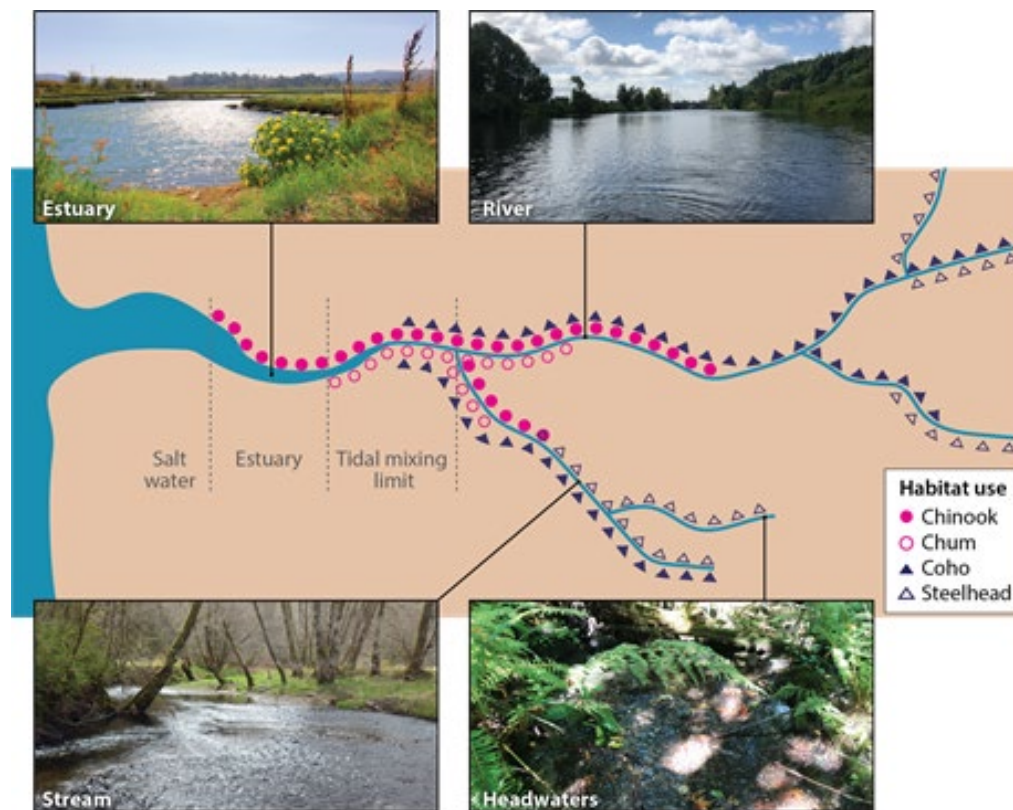 Estuary
River
Salt
water
Estuary
Tidal mixing
limit
Habitat use
Chinook
Chum
Coho
Steelhead
Stream
Headwaters